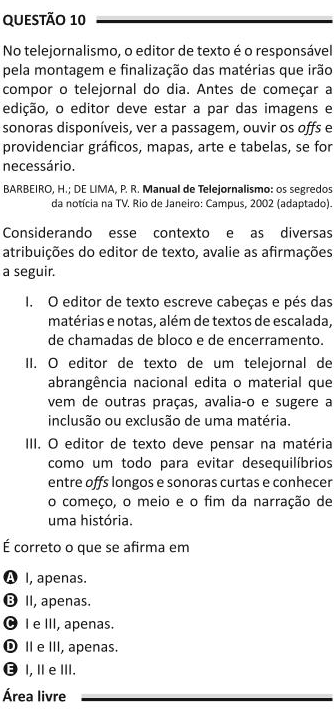 QUESTÃO 10
No telejornalismo, o editor de texto é o responsável
pela montagem e finalização das matérias que irão
compor o telejornal do dia. Antes de começar a
edição, o editor deve estar a par das imagens e
sonoras disponíveis, ver a passagem, ouvir os offs e
providenciar gráficos, mapas, arte e tabelas, se for
necessário.
BARBEIRO, H.; DE LIMA, P. R. Manual de Telejornalismo: os segredos
da notícia na TV. Rio de Janeiro: Campus, 2002 (adaptado).
Considerando esse contexto e as diversas
atribuições do editor de texto, avalie as afirmações
a seguir.
I. O editor de texto escreve cabeças e pés das
matérias e notas, além de textos de escalada,
de chamadas de bloco e de encerramento.
II. O editor de texto de um telejornal de
abrangência nacional edita o material que
vem de outras praças, avalia-o e sugere a
inclusão ou exclusão de uma matéria.
III. O editor de texto deve pensar na matéria
como um todo para evitar desequilíbrios
entre offs longos e sonoras curtas e conhecer
o começo, o meio e o fim da narração de
uma história.
É correto o que se afirma em
A I, apenas.
B II, apenas.
C I e III, apenas.
D II e III, apenas.
E I, II e III.
Área livre